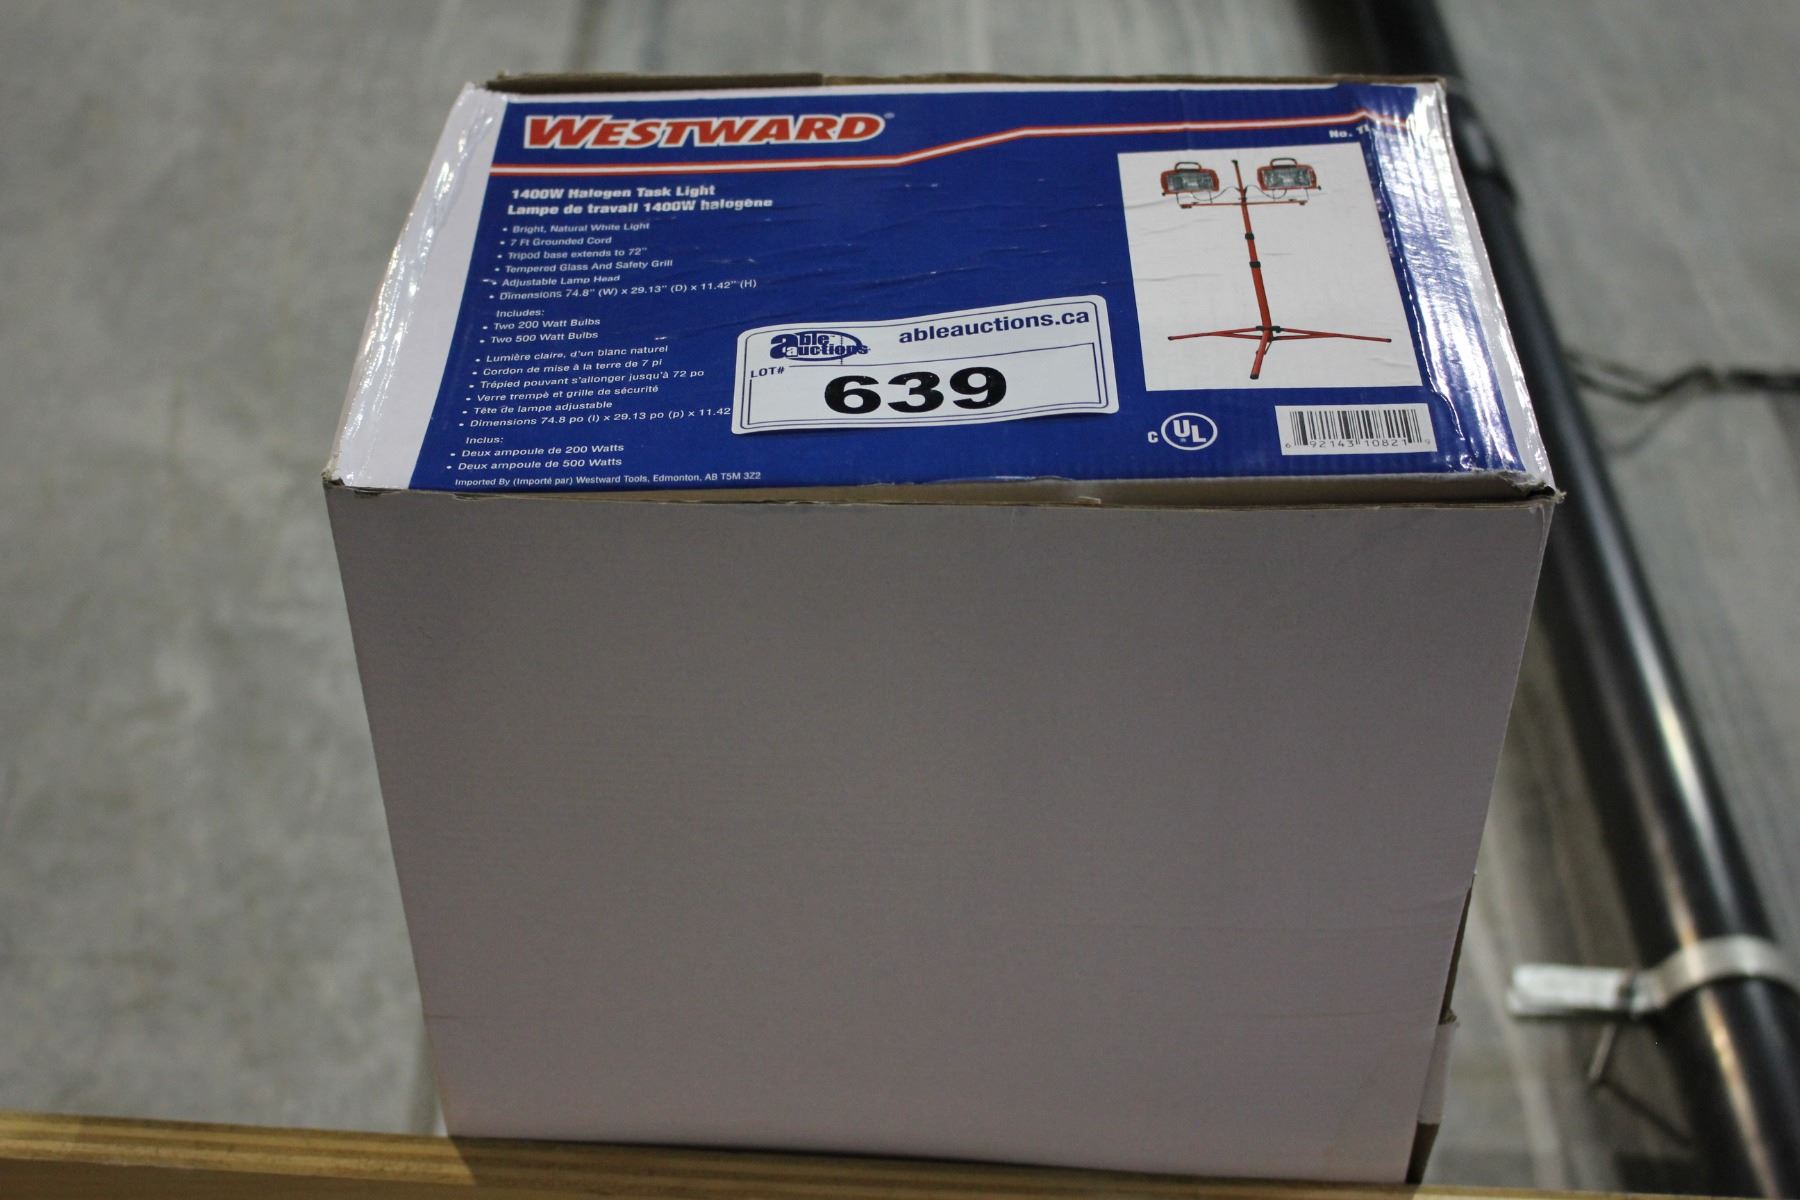 WESTWARD®
No.
1400W Halogen Task Light
Lampe de travail 1400W halogène
• Bright, Natural White Light
• 7 Ft Grounded Cord
• Tripod base extends to 72"
• Tempered Glass And Safety Grill
• Adjustable Lamp Head
• Dimensions 74.8" (W) x 29.13" (D) x 11.42" (H)
Includes:
• Two 200 Watt Bulbs
• Two 500 Watt Bulbs
• Lumière claire, d'un blanc naturel
• Cordon de mise à la terre de 7 pi
• Trépied pouvant s'allonger jusqu'à 72 po
• Verre trempé et grille de sécurité
• Tête de lampe adjustable
• Dimensions 74.8 po (l) x 29.13 po (p) x 11.42
Inclus:
• Deux ampoule de 200 Watts
• Deux ampoule de 500 Watts
Imported By (Importé par) Westward Tools, Edmonton, AB T5M 3Z2
able auctions
ableauctions.ca
LOT#
639
C UL
6 92143 10821 9